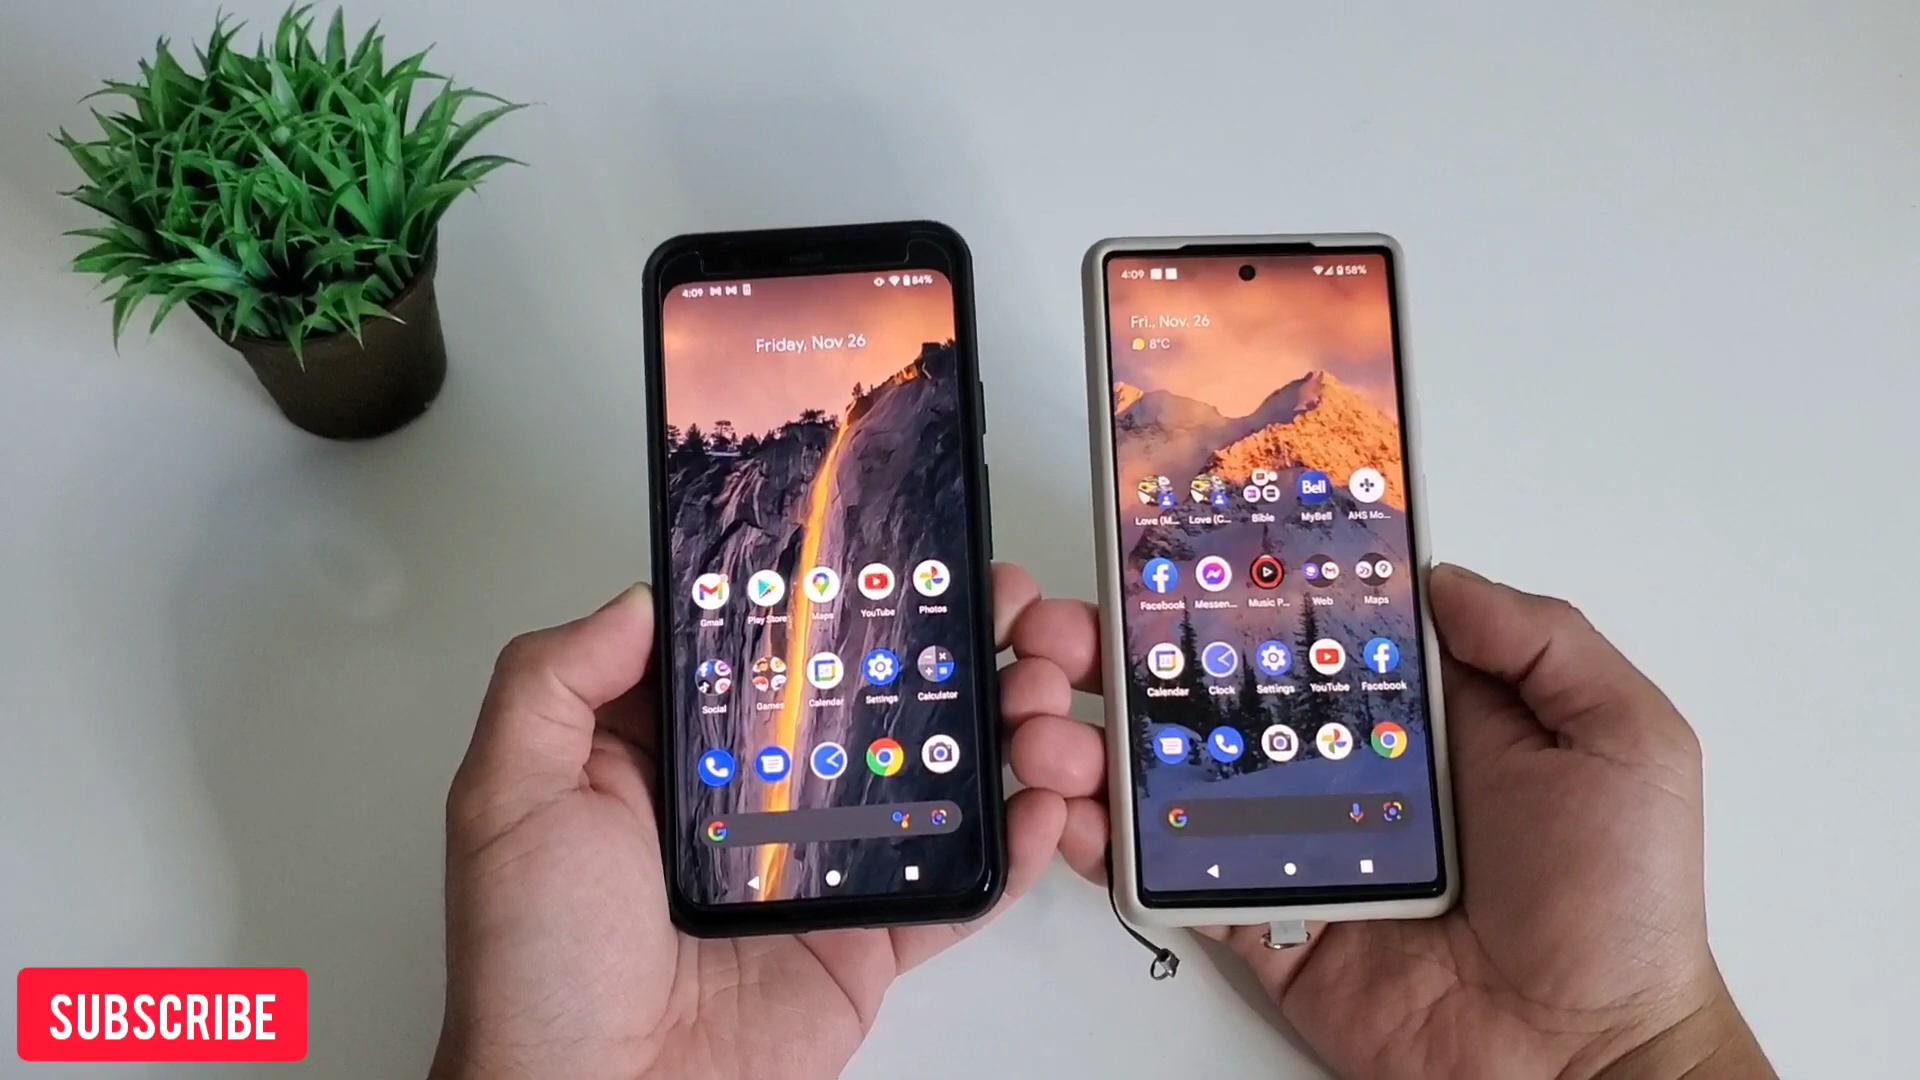 4:09
84%
Friday, Nov 26
Gmail
Play Store
Maps
YouTube
Photos
Social
Games
Calendar
Settings
Calculator
G
4:09
58%
Fri., Nov. 26
8°C
Love (M...
Love (C...
Bible
Bell
MyBell
AHS Mo...
Facebook
Messen...
Music P...
Web
Maps
Calendar
Clock
Settings
YouTube
Facebook
G
SUBSCRIBE